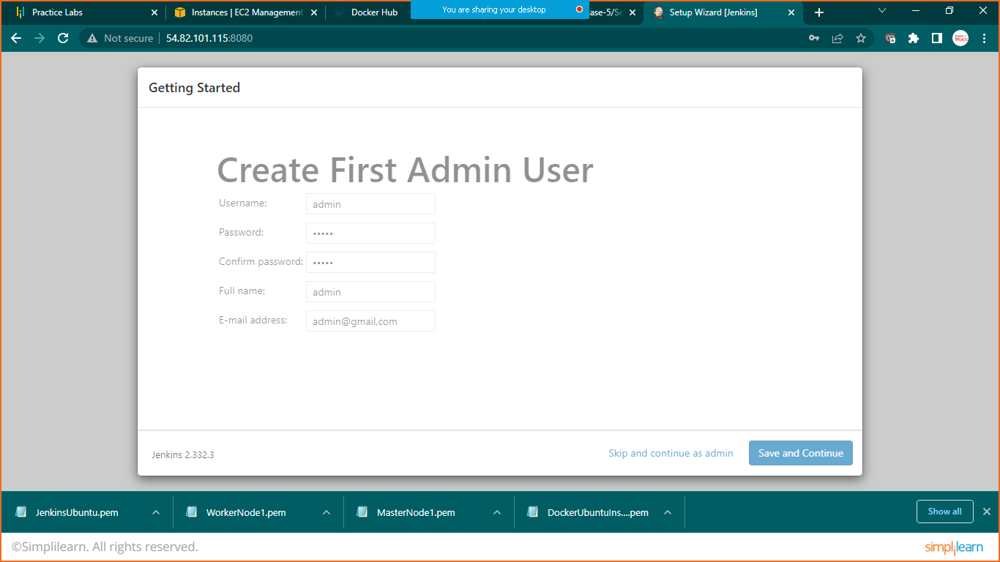 Practice Labs
Instances | EC2 Management
Docker Hub
You are sharing your desktop
ase-5/Se
Setup Wizard [Jenkins]
Not secure
54.82.101.115:8080
Getting Started
Create First Admin User
Username: admin
Password: •••••
Confirm password: •••••
Full name: admin
E-mail address: admin@gmail,com
Jenkins 2.332.3
Skip and continue as admin
Save and Continue
JenkinsUbuntu.pem
WorkerNode1.pem
MasterNode1.pem
DockerUbuntuIns....pem
Show all
©Simplilearn. All rights reserved.
simplilearn